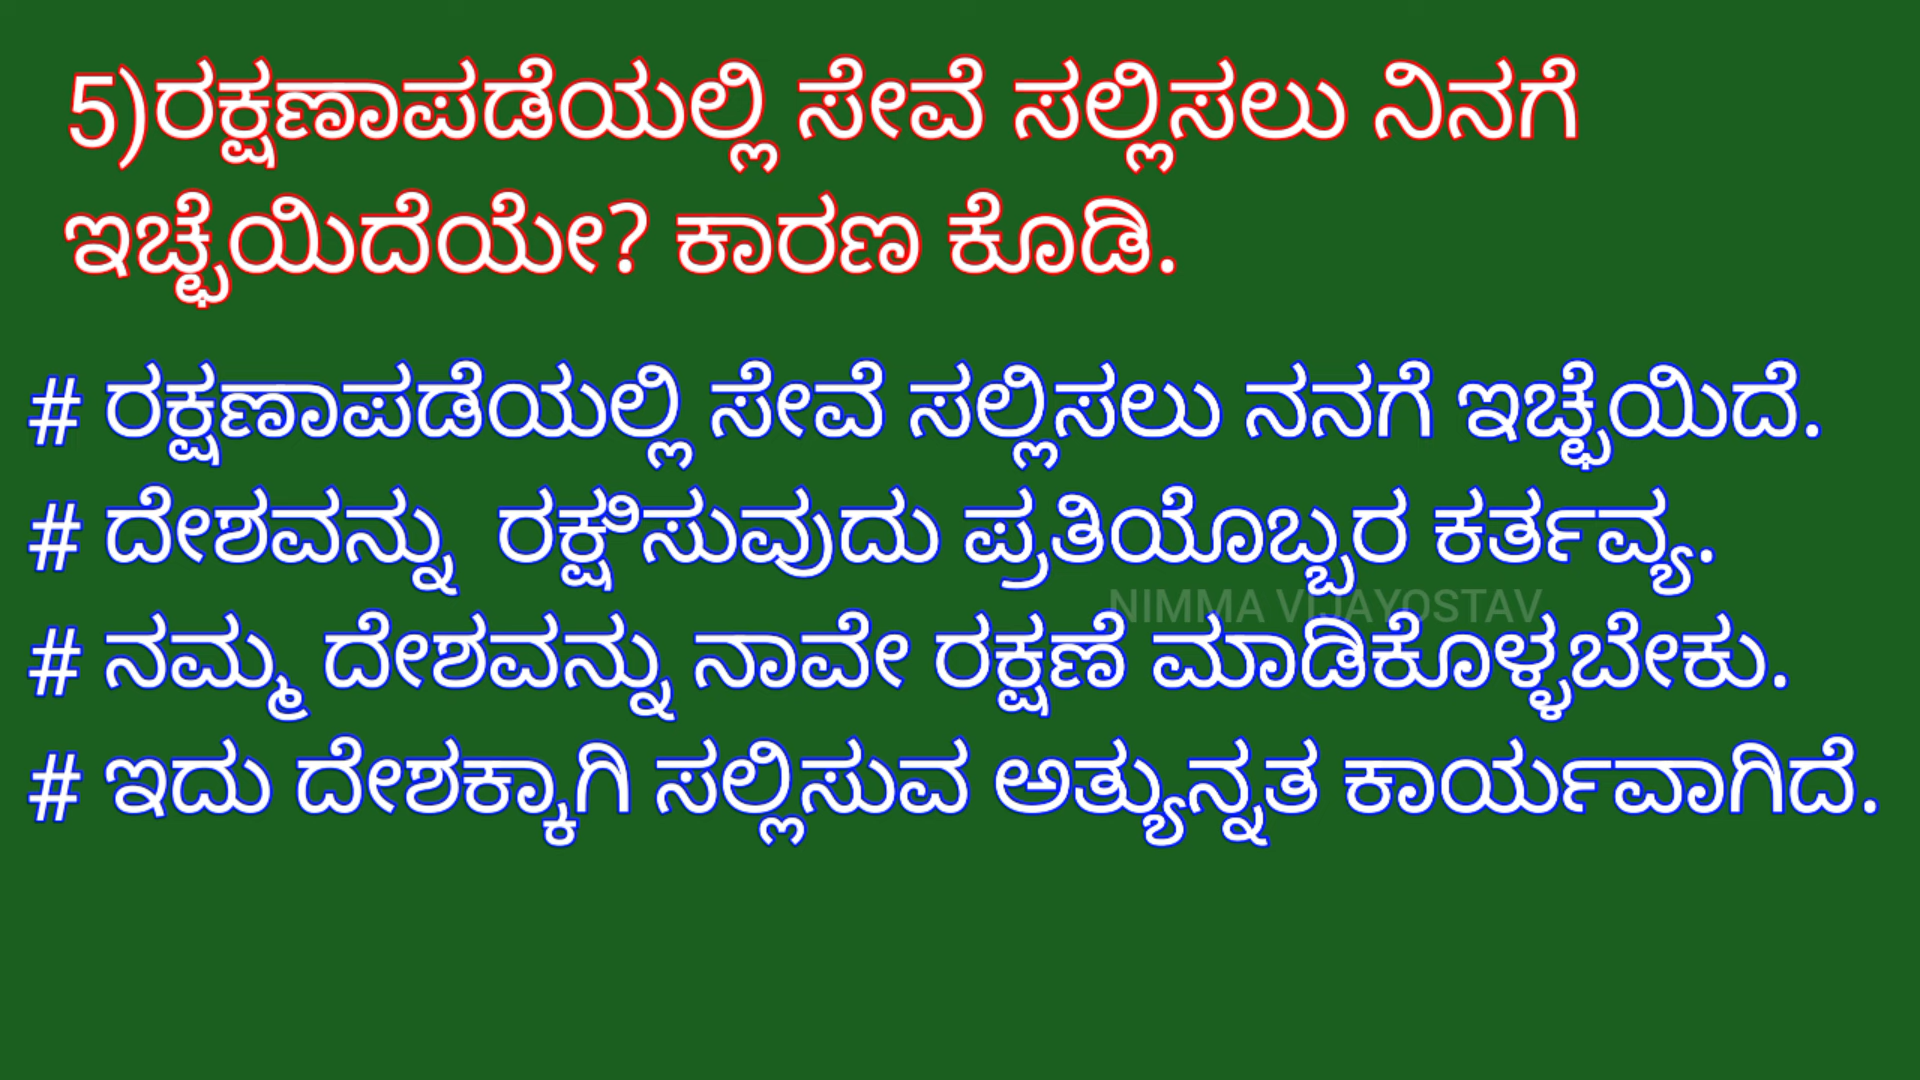 5)ರಕ್ಷಣಾಪಡೆಯಲ್ಲಿ ಸೇವೆ ಸಲ್ಲಿಸಲು ನಿನಗೆ
ಇಚ್ಛೆಯಿದೆಯೇ? ಕಾರಣ ಕೊಡಿ.
# ರಕ್ಷಣಾಪಡೆಯಲ್ಲಿ ಸೇವೆ ಸಲ್ಲಿಸಲು ನನಗೆ ಇಚ್ಛೆಯಿದೆ.
# ದೇಶವನ್ನು ರಕ್ಷಿಸುವುದು ಪ್ರತಿಯೊಬ್ಬರ ಕರ್ತವ್ಯ.
NIMMA VIJAYOSTAV
# ನಮ್ಮ ದೇಶವನ್ನು ನಾವೇ ರಕ್ಷಣೆ ಮಾಡಿಕೊಳ್ಳಬೇಕು.
# ಇದು ದೇಶಕ್ಕಾಗಿ ಸಲ್ಲಿಸುವ ಅತ್ಯುನ್ನತ ಕಾರ್ಯವಾಗಿದೆ.